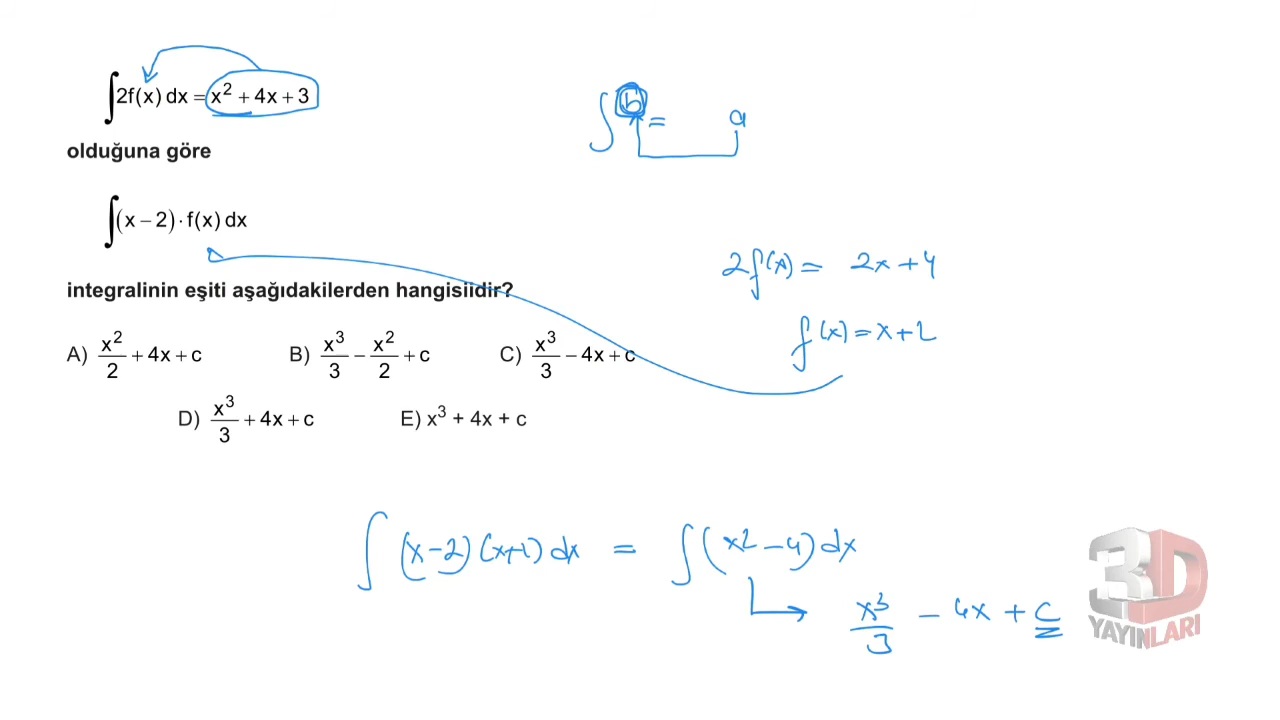 ∫2f(x) dx = x² + 4x + 3
∫b = a
olduğuna göre
∫(x − 2) · f(x) dx
2f(x) = 2x + 4
integralinin eşiti aşağıdakilerden hangisiidir?
f(x) = x + 2
A) x²/2 + 4x + c B) x³/3 − x²/2 + c C) x³/3 − 4x + c
D) x³/3 + 4x + c E) x³ + 4x + c
∫(x − 2)(x + 2) dx = ∫(x² − 4) dx
x³/3 − 4x + c
3D
YAYINLARI